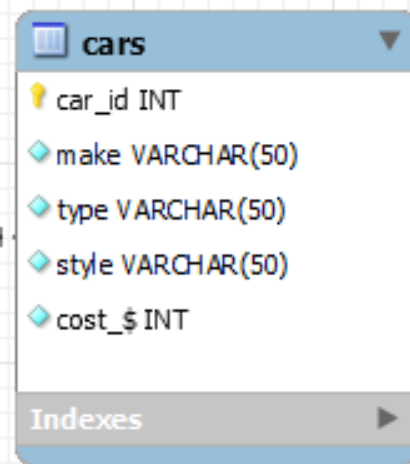 cars
car_id INT
make VARCHAR(50)
type VARCHAR(50)
style VARCHAR(50)
cost_$ INT
Indexes